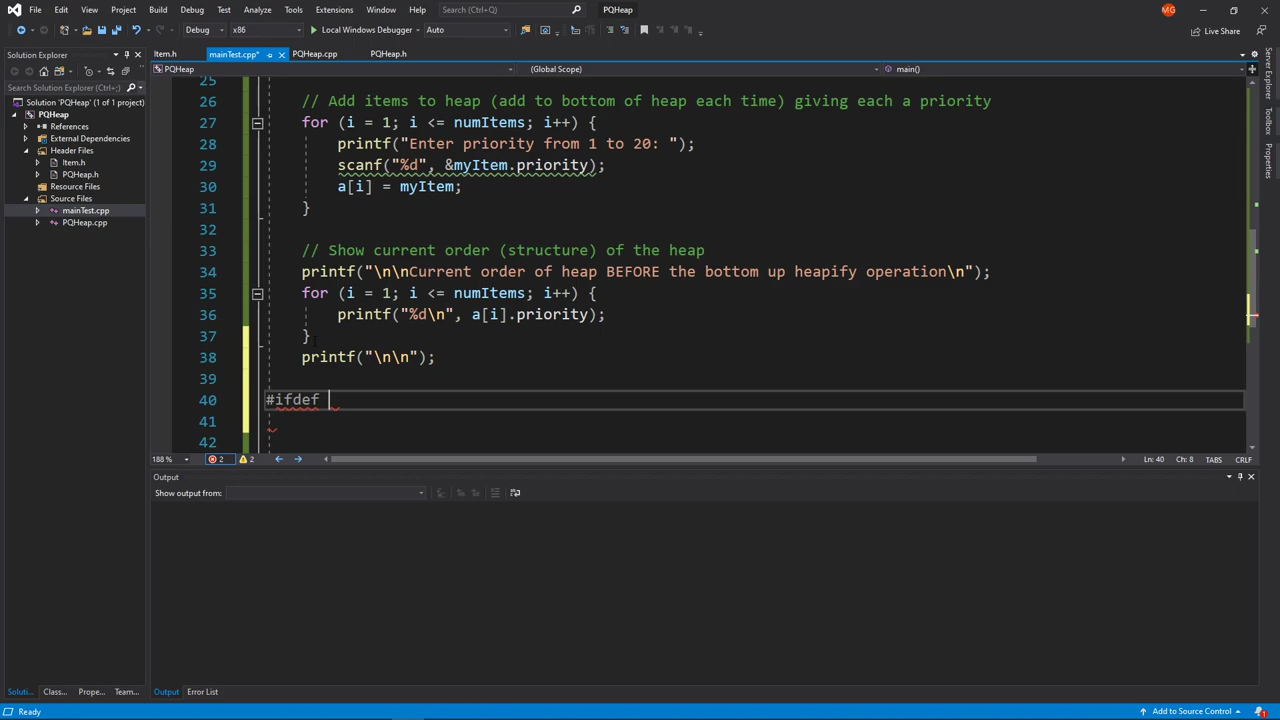 File Edit View Project Build Debug Test Analyze Tools Extensions Window Help Search (Ctrl+;) PQHeap MG
Debug x86 Local Windows Debugger Auto Live Share
Solution Explorer
Item.h mainTest.cpp* PQHeap.cpp PQHeap.h
PQHeap (Global Scope) main()
Search Solution Explorer (Ctrl+;)
Solution 'PQHeap' (1 of 1 project)
PQHeap
References
External Dependencies
Header Files
Item.h
PQHeap.h
Resource Files
Source Files
mainTest.cpp
PQHeap.cpp
25
26 // Add items to heap (add to bottom of heap each time) giving each a priority
27 for (i = 1; i <= numItems; i++) {
28 printf("Enter priority from 1 to 20: ");
29 scanf("%d", &myItem.priority);
30 a[i] = myItem;
31 }
32
33 // Show current order (structure) of the heap
34 printf("\n\nCurrent order of heap BEFORE the bottom up heapify operation\n");
35 for (i = 1; i <= numItems; i++) {
36 printf("%d\n", a[i].priority);
37 }
38 printf("\n\n");
39
40 #ifdef
41
42
188 % 2 2 Ln: 40 Ch: 8 TABS CRLF
Output
Show output from:
Server Explorer
Toolbox
Properties
Soluti... Class... Prope... Team... Output Error List
Ready Add to Source Control 1